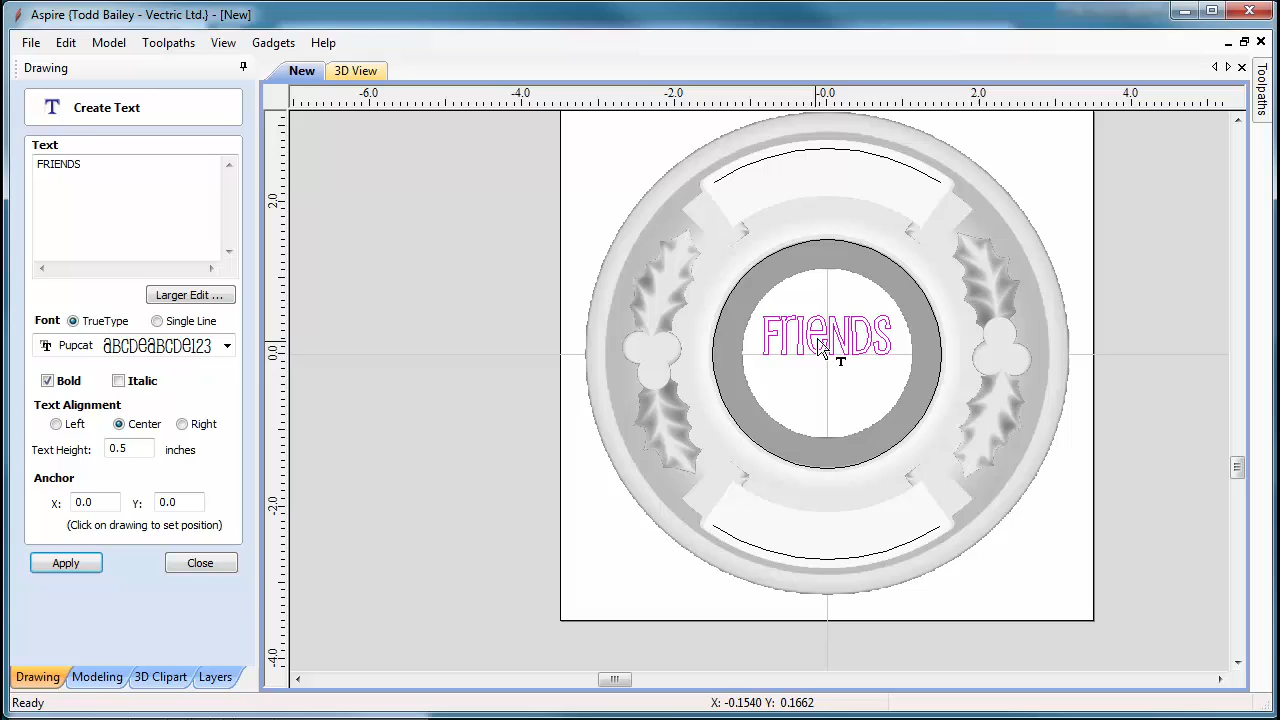 Aspire {Todd Bailey - Vectric Ltd.} - [New]
File Edit Model Toolpaths View Gadgets Help
Drawing
New 3D View
Toolpaths
-6.0 -4.0 -2.0 -0.0 2.0 4.0
T Create Text
Text
FRIENDS
2.0
0.0
-2.0
-4.0
Larger Edit ...
Font TrueType Single Line
Pupcat ABCDeABCDe123
Bold Italic
Text Alignment
Left Center Right
Text Height: 0.5 inches
Anchor
X: 0.0 Y: 0.0
(Click on drawing to set position)
Apply Close
FrIeNDS
T
Drawing Modeling 3D Clipart Layers
Ready X: -0.1540 Y: 0.1662